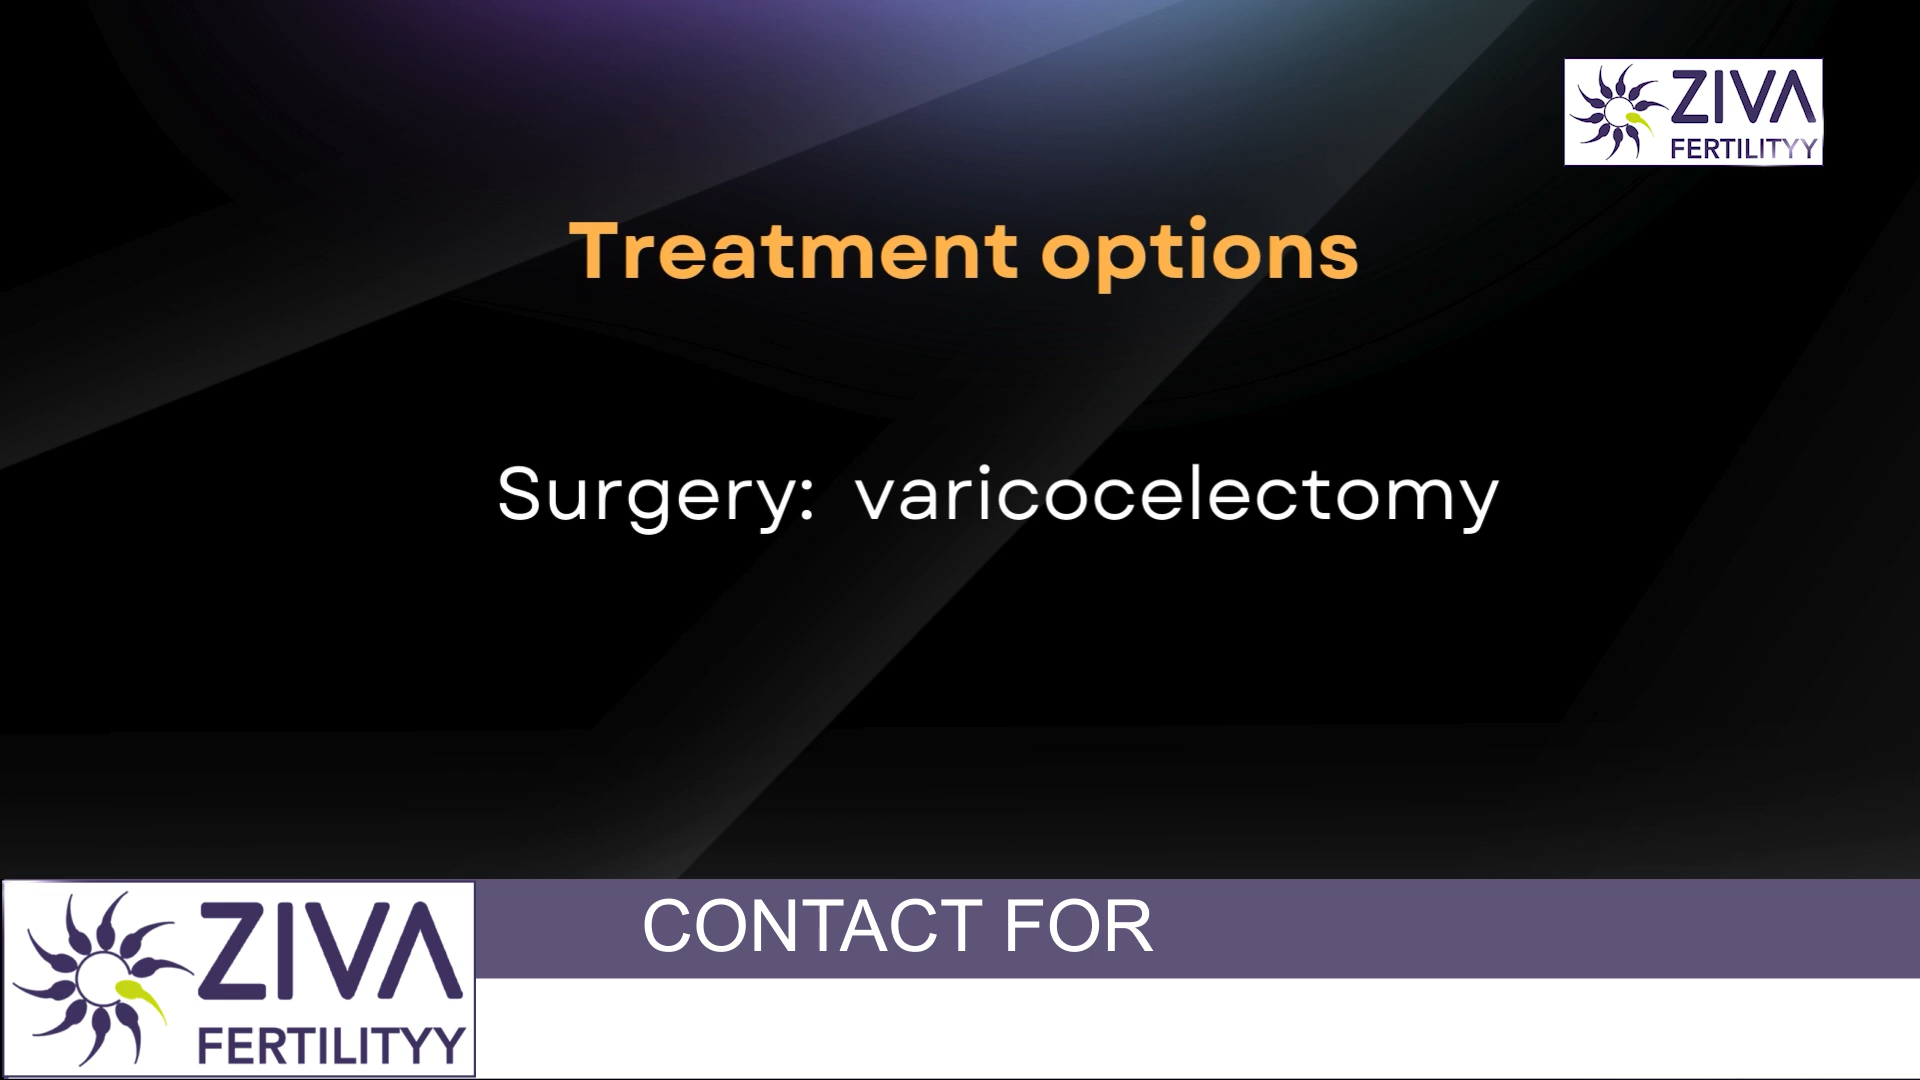 ZIVA
FERTILITYY
Treatment options
Surgery: varicocelectomy
CONTACT FOR
ZIVA
FERTILITYY